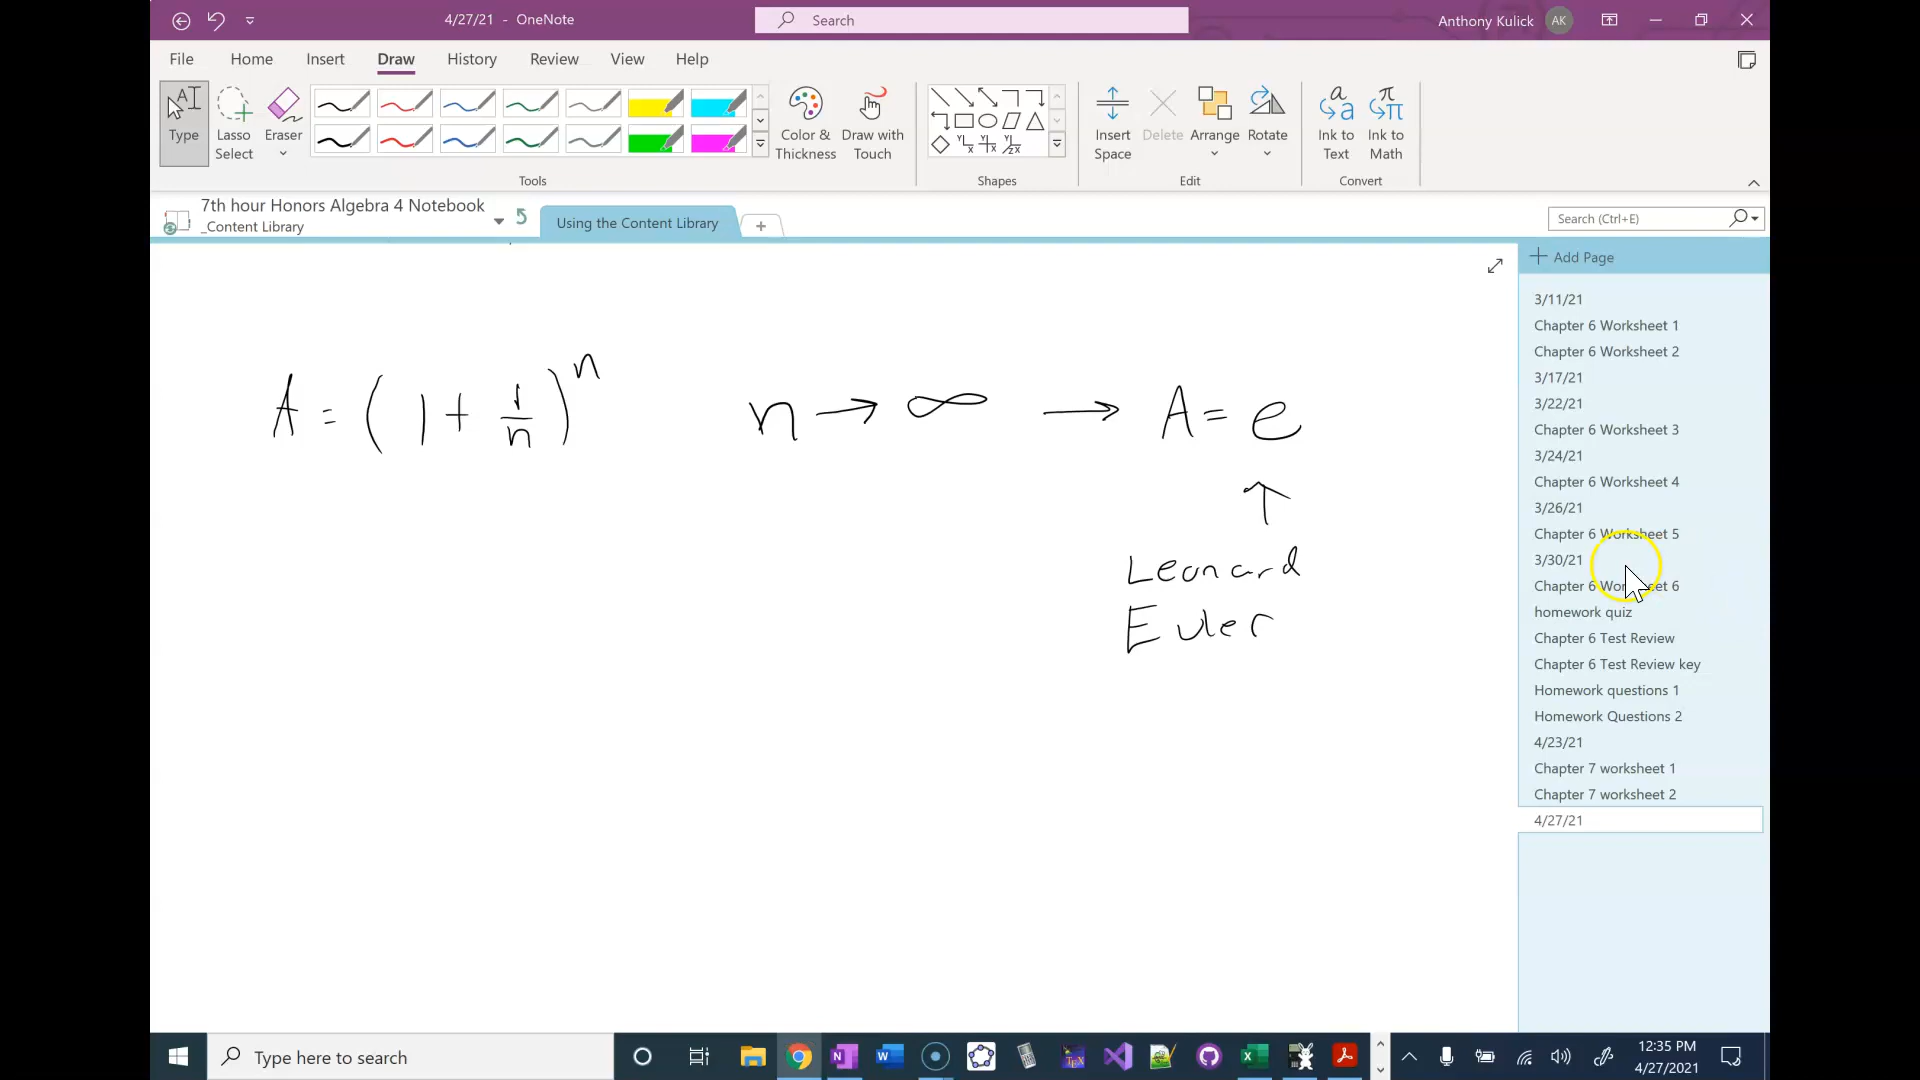 4/27/21 - OneNote
Search
Anthony Kulick
AK
File
Home
Insert
Draw
History
Review
View
Help
Type
Lasso
Select
Eraser
Color &
Thickness
Draw with
Touch
Insert
Space
Delete
Arrange
Rotate
Ink to
Text
Ink to
Math
Tools
Shapes
Edit
Convert
7th hour Honors Algebra 4 Notebook
_Content Library
Using the Content Library
Search (Ctrl+E)
Add Page
3/11/21
Chapter 6 Worksheet 1
Chapter 6 Worksheet 2
3/17/21
3/22/21
Chapter 6 Worksheet 3
3/24/21
Chapter 6 Worksheet 4
3/26/21
Chapter 6 Worksheet 5
3/30/21
Chapter 6 Worksheet 6
homework quiz
Chapter 6 Test Review
Chapter 6 Test Review key
Homework questions 1
Homework Questions 2
4/23/21
Chapter 7 worksheet 1
Chapter 7 worksheet 2
4/27/21
A = (1 + 1/n)^n n → ∞ → A = e
↑
Leonard
Euler
Type here to search
12:35 PM
4/27/2021